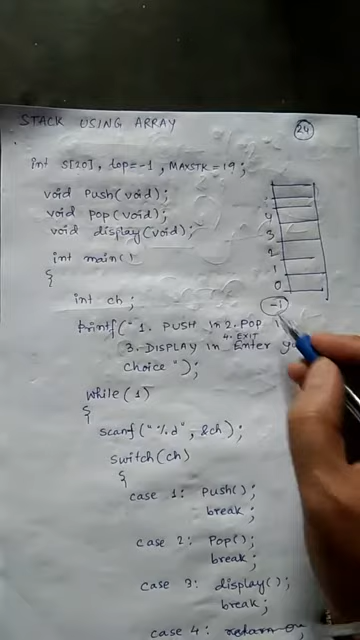 STACK USING ARRAY
24
int S[20], top=-1, MAXSTK=19;
void Push(void);
void Pop(void);
void display(void);
int main()
{
int ch;
printf("1. PUSH \n 2. POP
4. EXIT
3. DISPLAY \n Enter
choice");
while(1)
{
scanf("%d", &ch);
switch(ch)
{
case 1: Push();
break;
case 2: Pop();
break;
case 3: display();
break;
case 4:
4
3
2
1
0
-1